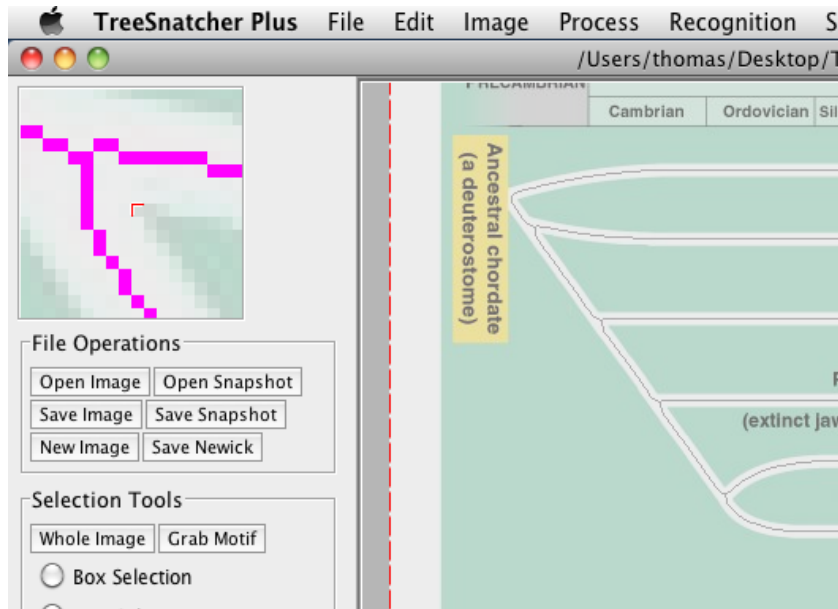 TreeSnatcher Plus File Edit Image Process Recognition S
/Users/thomas/Desktop/T
PRECAMBRIAN
Cambrian Ordovician Sil
Ancestral chordate
(a deuterostome)
File Operations
Open Image Open Snapshot
Save Image Save Snapshot
New Image Save Newick
(extinct jaw
Selection Tools
Whole Image Grab Motif
Box Selection